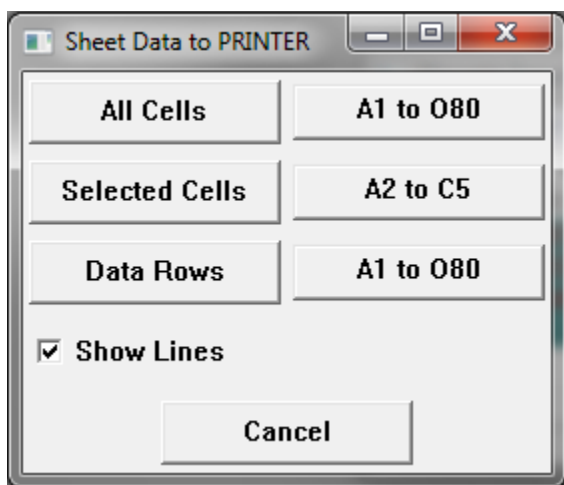 Sheet Data to PRINTER
All Cells
A1 to O80
Selected Cells
A2 to C5
Data Rows
A1 to O80
Show Lines
Cancel